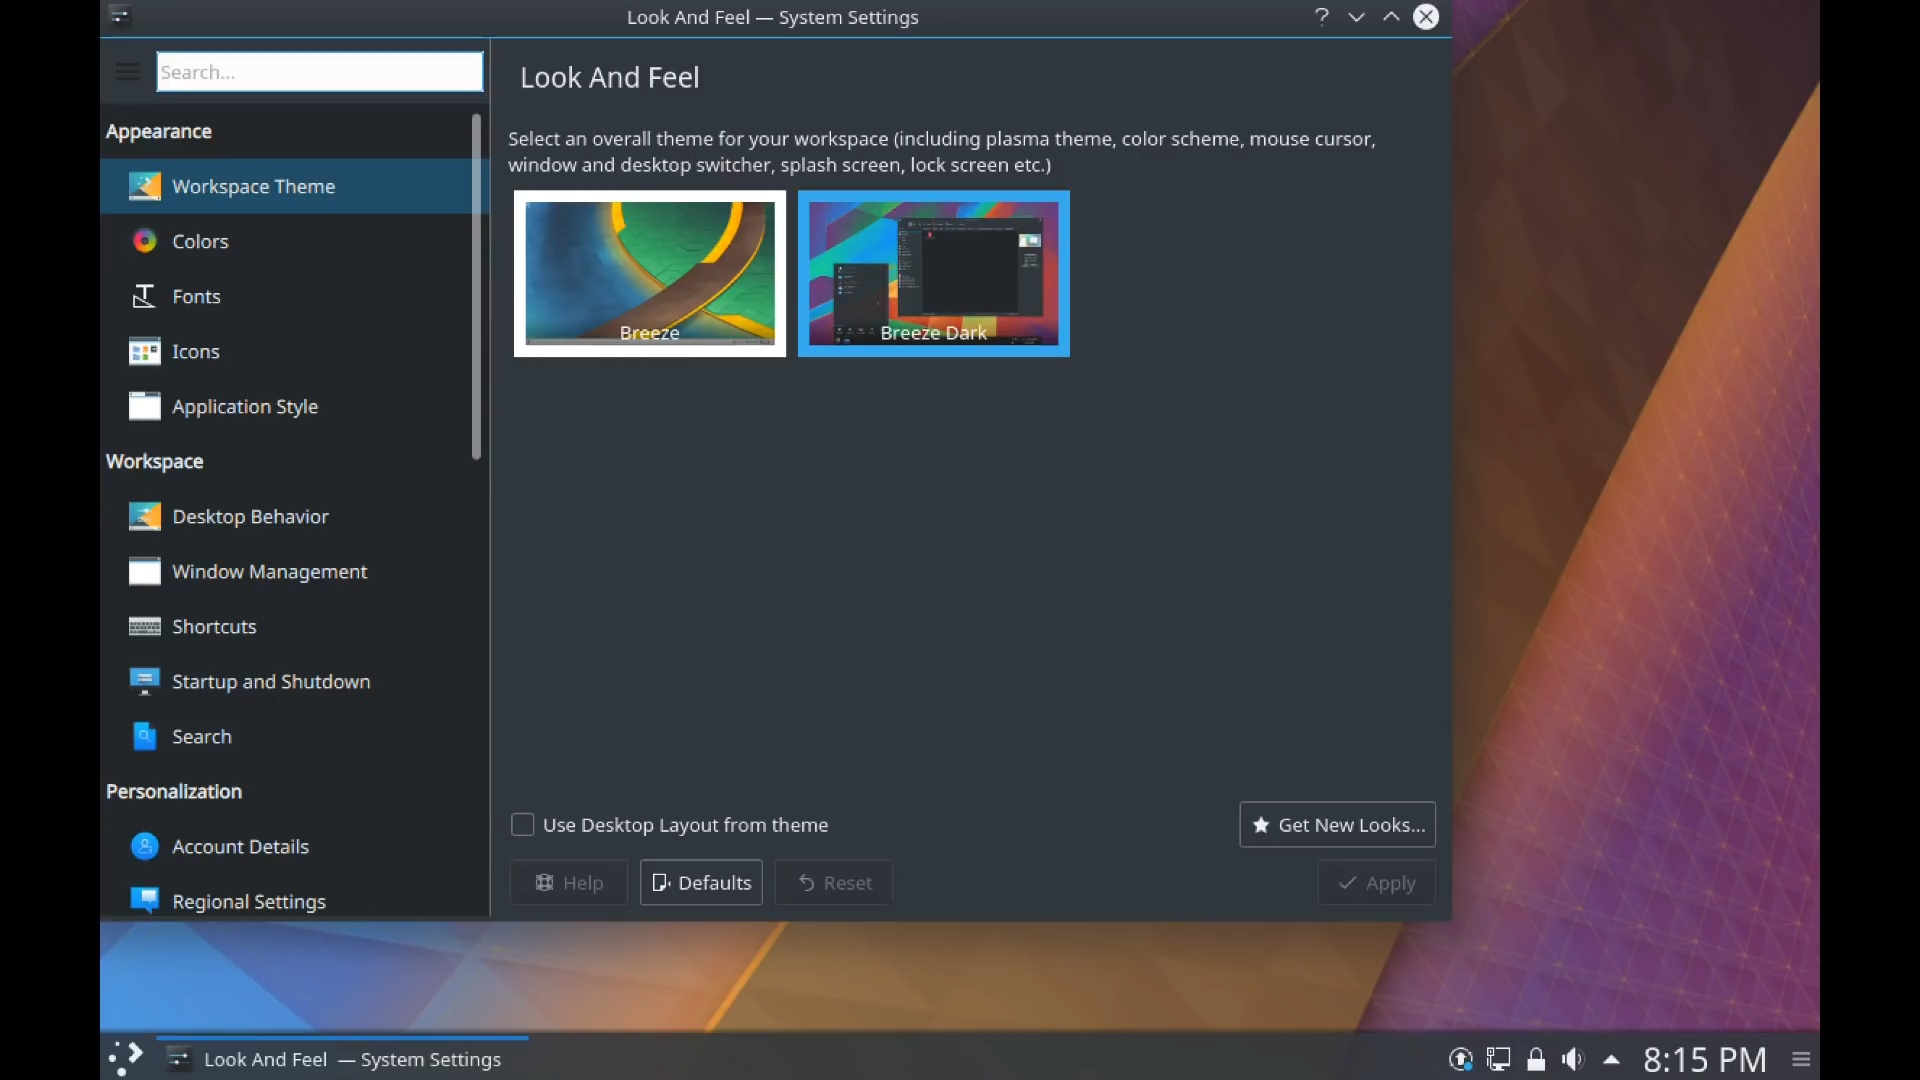 Look And Feel — System Settings
Search...
Look And Feel
Appearance
Select an overall theme for your workspace (including plasma theme, color scheme, mouse cursor,
window and desktop switcher, splash screen, lock screen etc.)
Workspace Theme
Colors
Fonts
Icons
Breeze
Breeze Dark
Application Style
Workspace
Desktop Behavior
Window Management
Shortcuts
Startup and Shutdown
Search
Personalization
Account Details
Regional Settings
Use Desktop Layout from theme
Get New Looks...
Help
Defaults
Reset
Apply
Look And Feel — System Settings
8:15 PM